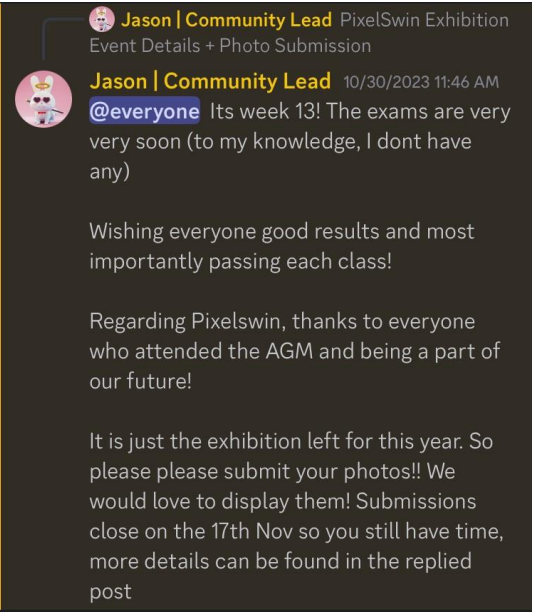 Jason | Community Lead PixelSwin Exhibition
Event Details + Photo Submission
Jason | Community Lead 10/30/2023 11:46 AM
@everyone Its week 13! The exams are very
very soon (to my knowledge, I dont have
any)
Wishing everyone good results and most
importantly passing each class!
Regarding Pixelswin, thanks to everyone
who attended the AGM and being a part of
our future!
It is just the exhibition left for this year. So
please please submit your photos!! We
would love to display them! Submissions
close on the 17th Nov so you still have time,
more details can be found in the replied
post